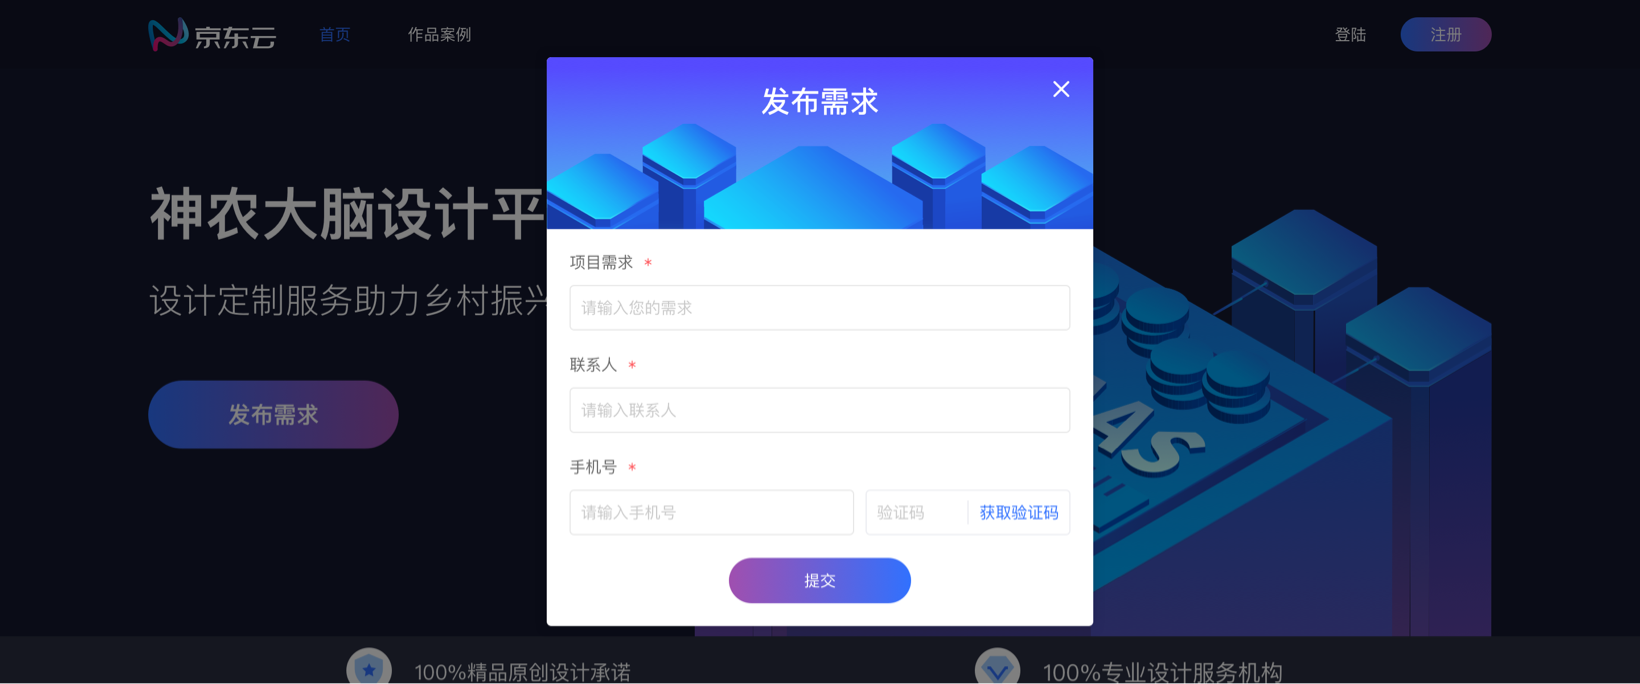 京东云 首页 作品案例 登陆 注册
发布需求
神农大脑设计平
设计定制服务助力乡村振兴
发布需求
项目需求 *
请输入您的需求
联系人 *
请输入联系人
手机号 *
请输入手机号 验证码 获取验证码
提交
AS
100%精品原创设计承诺 100%专业设计服务机构